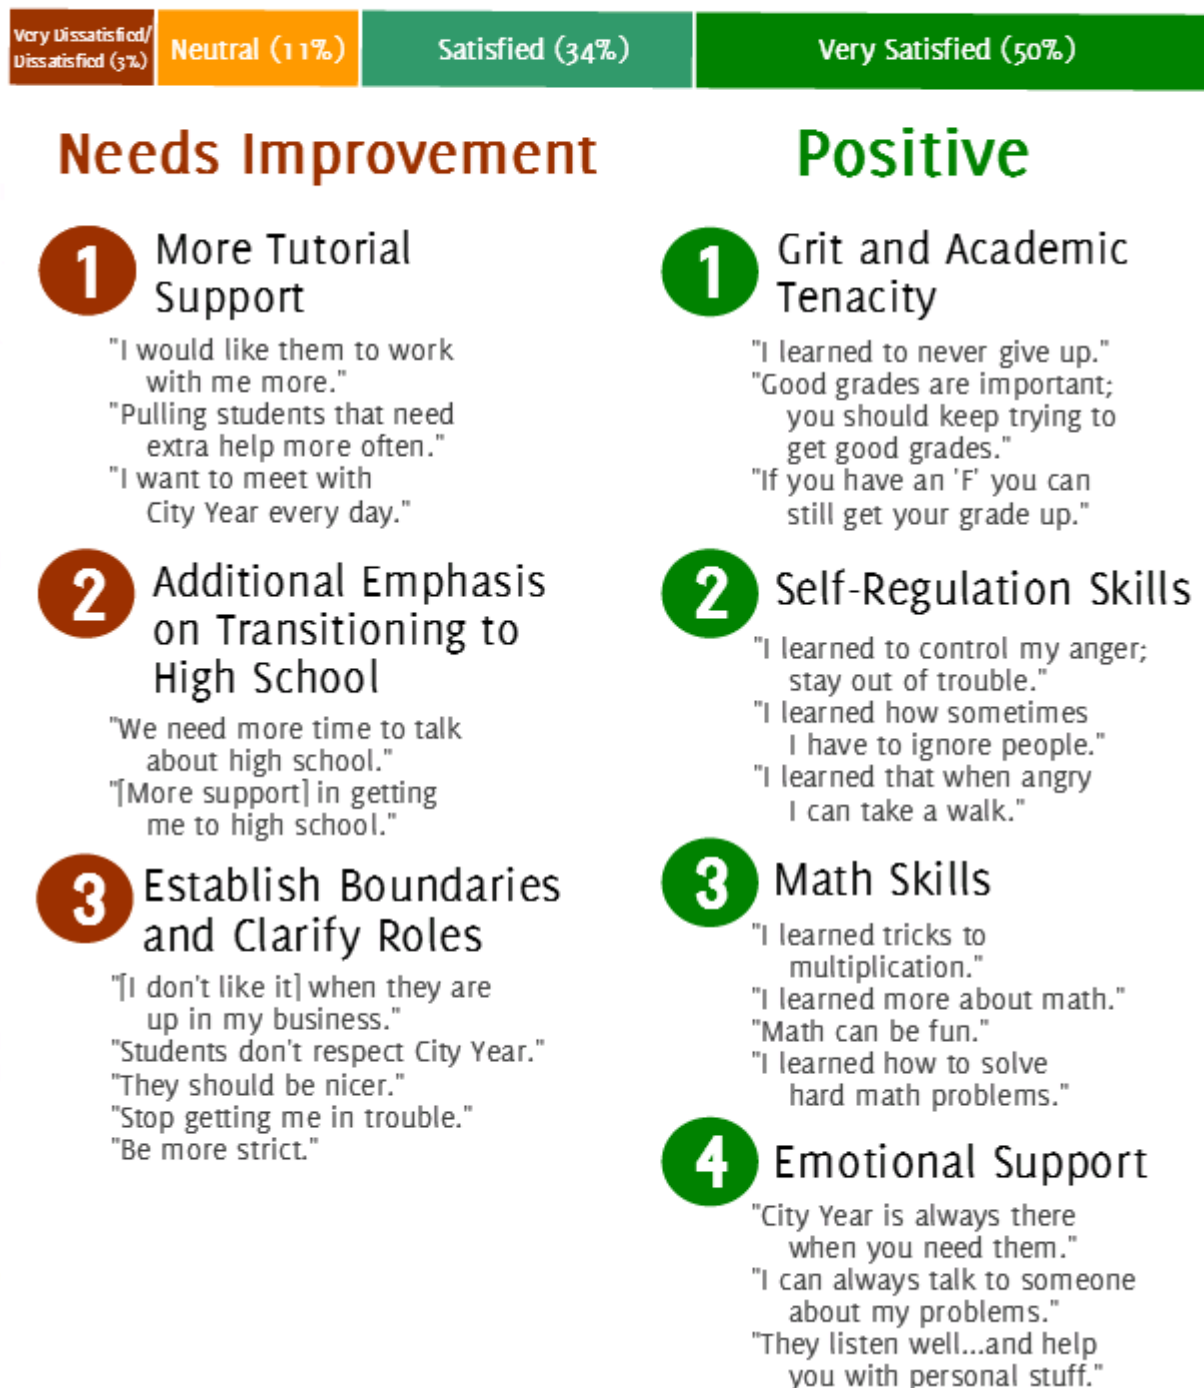 Very Dissatisfied/
Dissatisfied (3%)
Neutral (11%)
Satisfied (34%)
Very Satisfied (50%)
Needs Improvement
1
More Tutorial
Support
"I would like them to work
with me more."
"Pulling students that need
extra help more often."
"I want to meet with
City Year every day."
2
Additional Emphasis
on Transitioning to
High School
"We need more time to talk
about high school."
"[More support] in getting
me to high school."
3
Establish Boundaries
and Clarify Roles
"[I don't like it] when they are
up in my business."
"Students don't respect City Year."
"They should be nicer."
"Stop getting me in trouble."
"Be more strict."
Positive
1
Grit and Academic
Tenacity
"I learned to never give up."
"Good grades are important;
you should keep trying to
get good grades."
"If you have an 'F' you can
still get your grade up."
2
Self-Regulation Skills
"I learned to control my anger;
stay out of trouble."
"I learned how sometimes
I have to ignore people."
"I learned that when angry
I can take a walk."
3
Math Skills
"I learned tricks to
multiplication."
"I learned more about math."
"Math can be fun."
"I learned how to solve
hard math problems."
4
Emotional Support
"City Year is always there
when you need them."
"I can always talk to someone
about my problems."
"They listen well...and help
you with personal stuff."